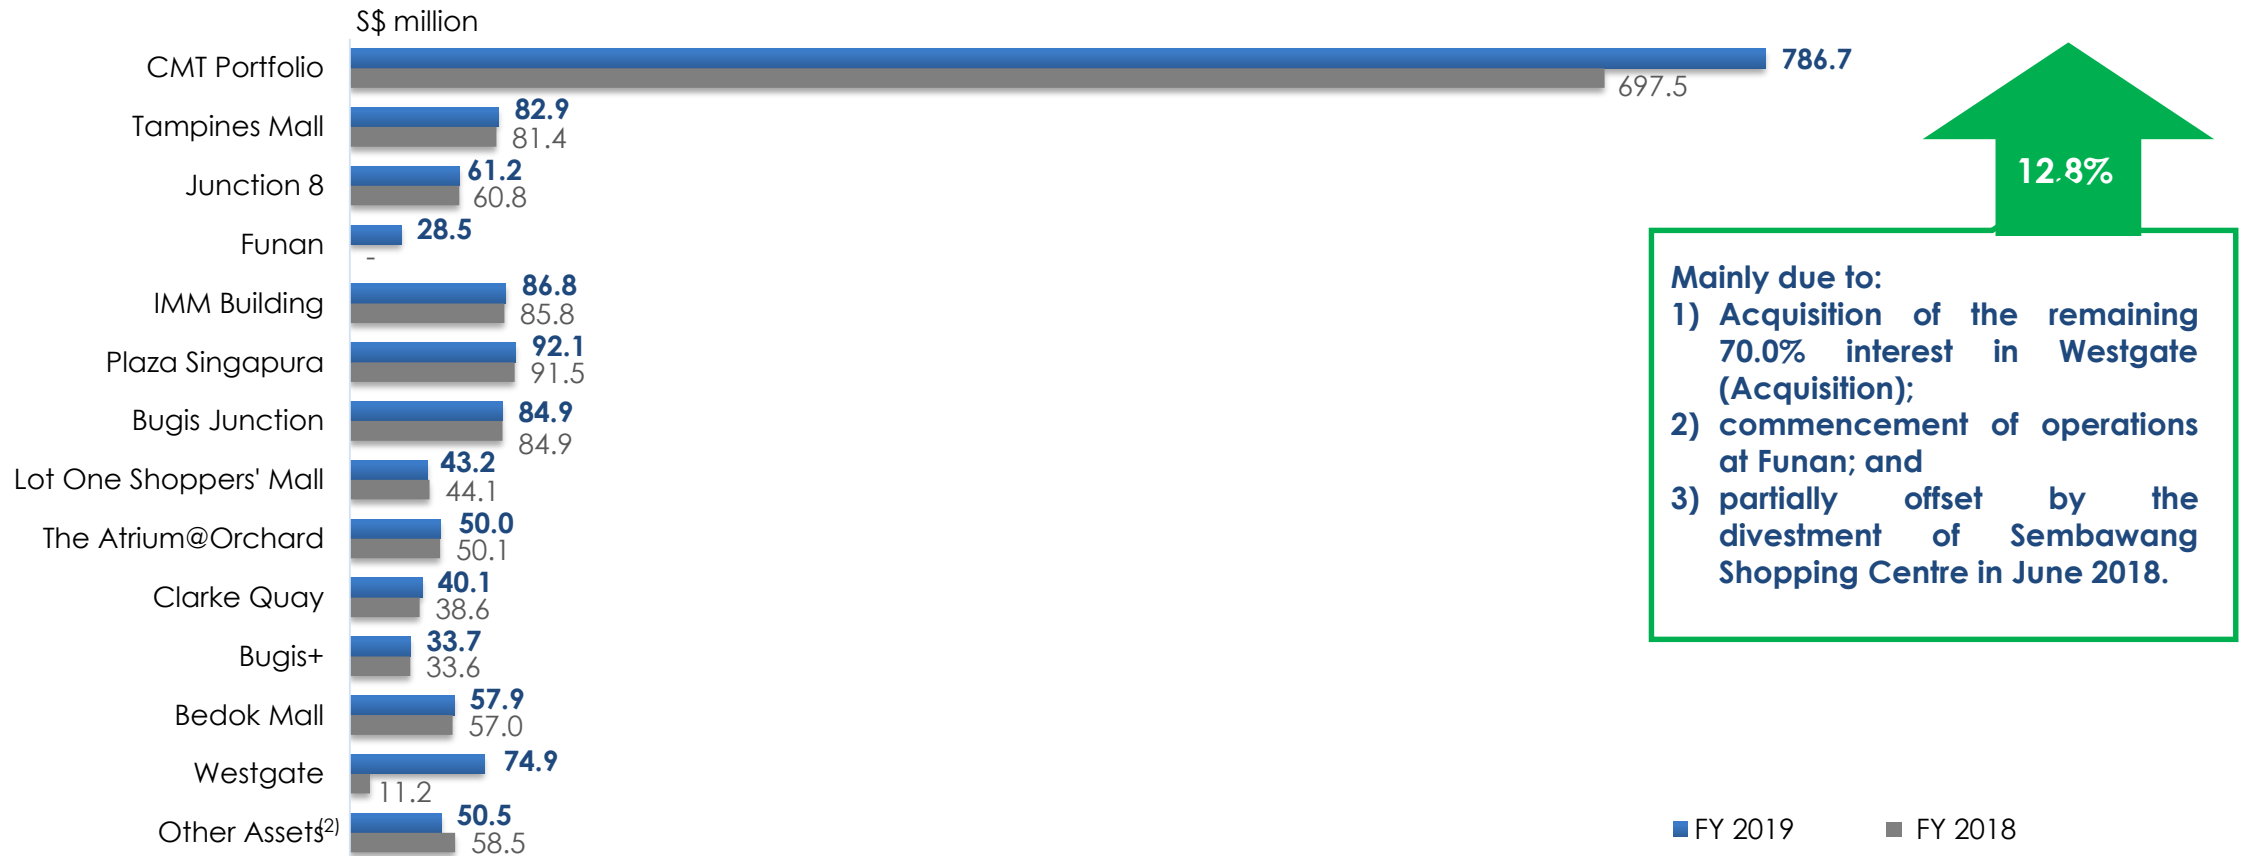 S$ million
CMT Portfolio
786.7
697.5
Tampines Mall
82.9
81.4
Junction 8
61.2
60.8
Funan
28.5
-
IMM Building
86.8
85.8
Plaza Singapura
92.1
91.5
Bugis Junction
84.9
84.9
Lot One Shoppers' Mall
43.2
44.1
The Atrium@Orchard
50.0
50.1
Clarke Quay
40.1
38.6
Bugis+
33.7
33.6
Bedok Mall
57.9
57.0
Westgate
74.9
11.2
Other Assets(2)
50.5
58.5
12.8%
Mainly due to:
1) Acquisition of the remaining
70.0% interest in Westgate
(Acquisition);
2) commencement of operations
at Funan; and
3) partially offset by the
divestment of Sembawang
Shopping Centre in June 2018.
FY 2019
FY 2018